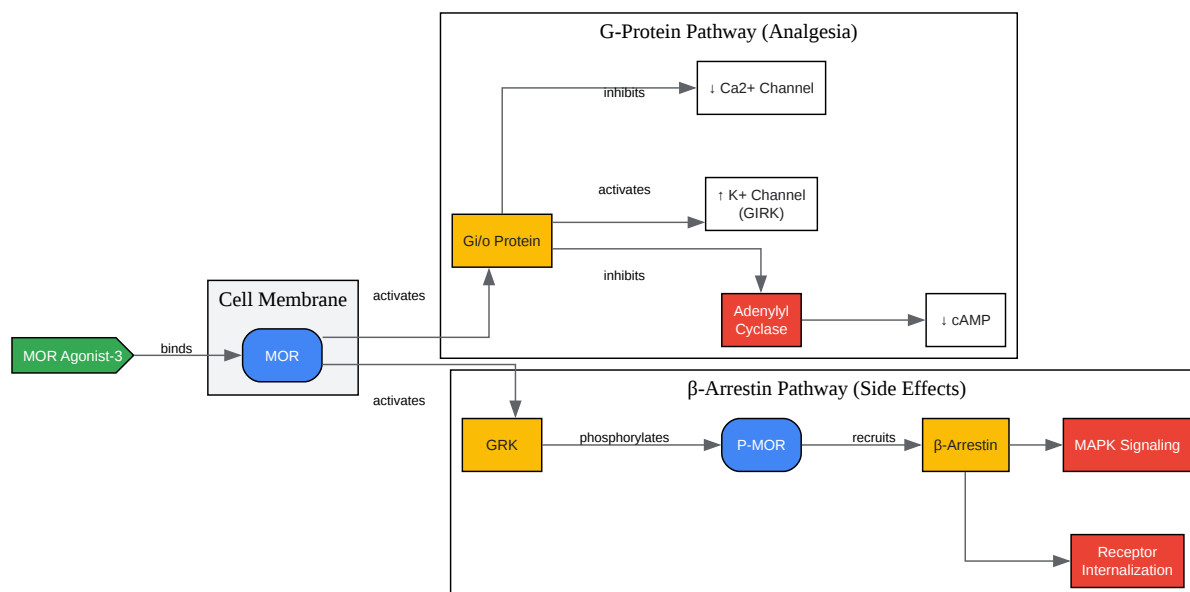 G-Protein Pathway (Analgesia)
inhibits
↓ Ca2+ Channel
activates
↑ K+ Channel
(GIRK)
Gi/o Protein
inhibits
Adenylyl
Cyclase
↓ cAMP
Cell Membrane
activates
MOR Agonist-3
binds
MOR
activates
β-Arrestin Pathway (Side Effects)
GRK
phosphorylates
P-MOR
recruits
β-Arrestin
MAPK Signaling
Receptor
Internalization